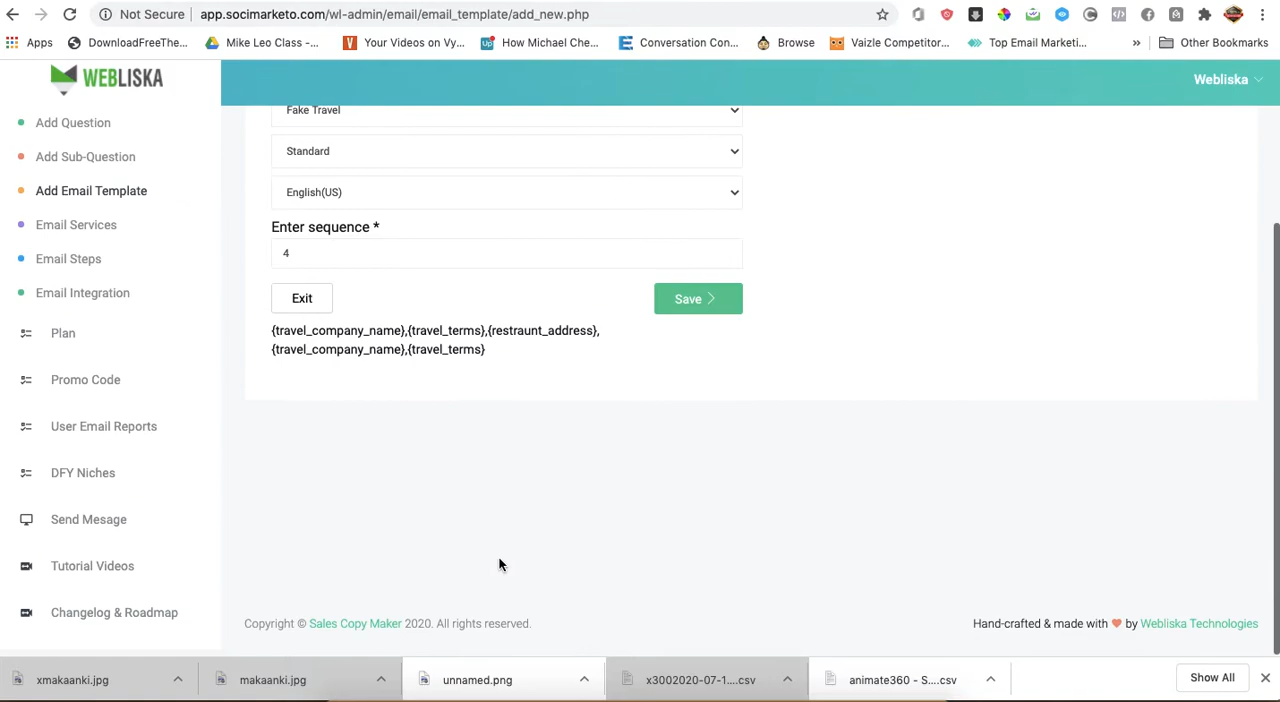 Not Secure app.socimarketo.com/wl-admin/email/email_template/add_new.php
Apps DownloadFreeThe... Mike Leo Class -... Your Videos on Vy... How Michael Che... Conversation Con... Browse Vaizle Competitor... Top Email Marketi... » Other Bookmarks
WEBLISKA
Webliska
Add Question
Add Sub-Question
Add Email Template
Email Services
Email Steps
Email Integration
Plan
Promo Code
User Email Reports
DFY Niches
Send Mesage
Tutorial Videos
Changelog & Roadmap
Fake Travel
Standard
English(US)
Enter sequence *
4
Exit
Save
{travel_company_name},{travel_terms},{restraunt_address},
{travel_company_name},{travel_terms}
Copyright © Sales Copy Maker 2020. All rights reserved.
Hand-crafted & made with ❤ by Webliska Technologies
xmakaanki.jpg
makaanki.jpg
unnamed.png
x3002020-07-1....csv
animate360 - S....csv
Show All